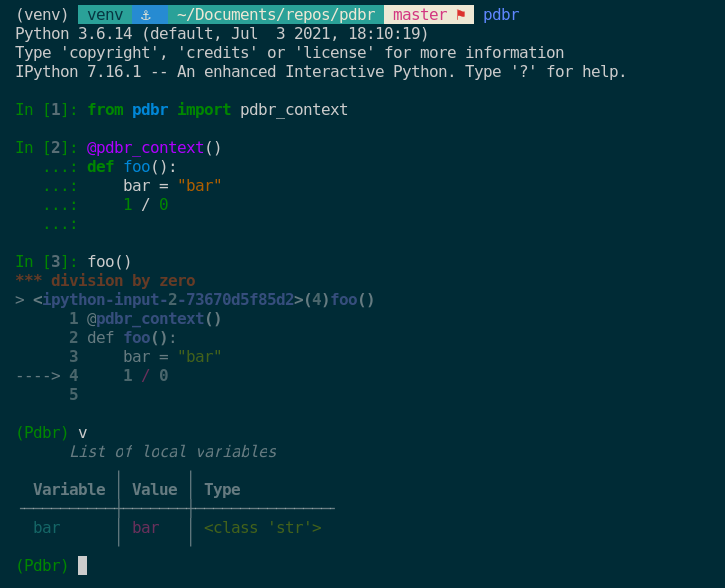 (venv) venv ⚓ ~/Documents/repos/pdbr master ⚑ pdbr
Python 3.6.14 (default, Jul  3 2021, 18:10:19)
Type 'copyright', 'credits' or 'license' for more information
IPython 7.16.1 -- An enhanced Interactive Python. Type '?' for help.
In [1]: from pdbr import pdbr_context
In [2]: @pdbr_context()
   ...: def foo():
   ...:     bar = "bar"
   ...:     1 / 0
   ...:
In [3]: foo()
*** division by zero
> <ipython-input-2-73670d5f85d2>(4)foo()
      1 @pdbr_context()
      2 def foo():
      3     bar = "bar"
----> 4     1 / 0
      5
(Pdbr) v
      List of local variables
  Variable │ Value │ Type
  bar │ bar │ <class 'str'>
(Pdbr)